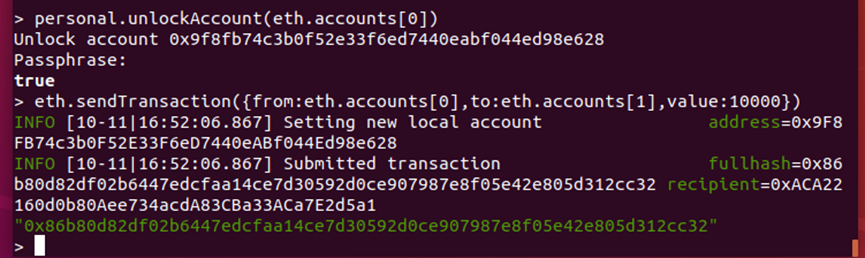 > personal.unlockAccount(eth.accounts[0])
Unlock account 0x9f8fb74c3b0f52e33f6ed7440eabf044ed98e628
Passphrase:
true
> eth.sendTransaction({from:eth.accounts[0],to:eth.accounts[1],value:10000})
INFO [10-11|16:52:06.867] Setting new local account address=0x9F8
FB74c3b0F52E33F6eD7440eABf044Ed98e628
INFO [10-11|16:52:06.867] Submitted transaction fullhash=0x86
b80d82df02b6447edcfaa14ce7d30592d0ce907987e8f05e42e805d312cc32 recipient=0xACA22
160d0b80Aee734acdA83CBa33ACa7E2d5a1
"0x86b80d82df02b6447edcfaa14ce7d30592d0ce907987e8f05e42e805d312cc32"
>